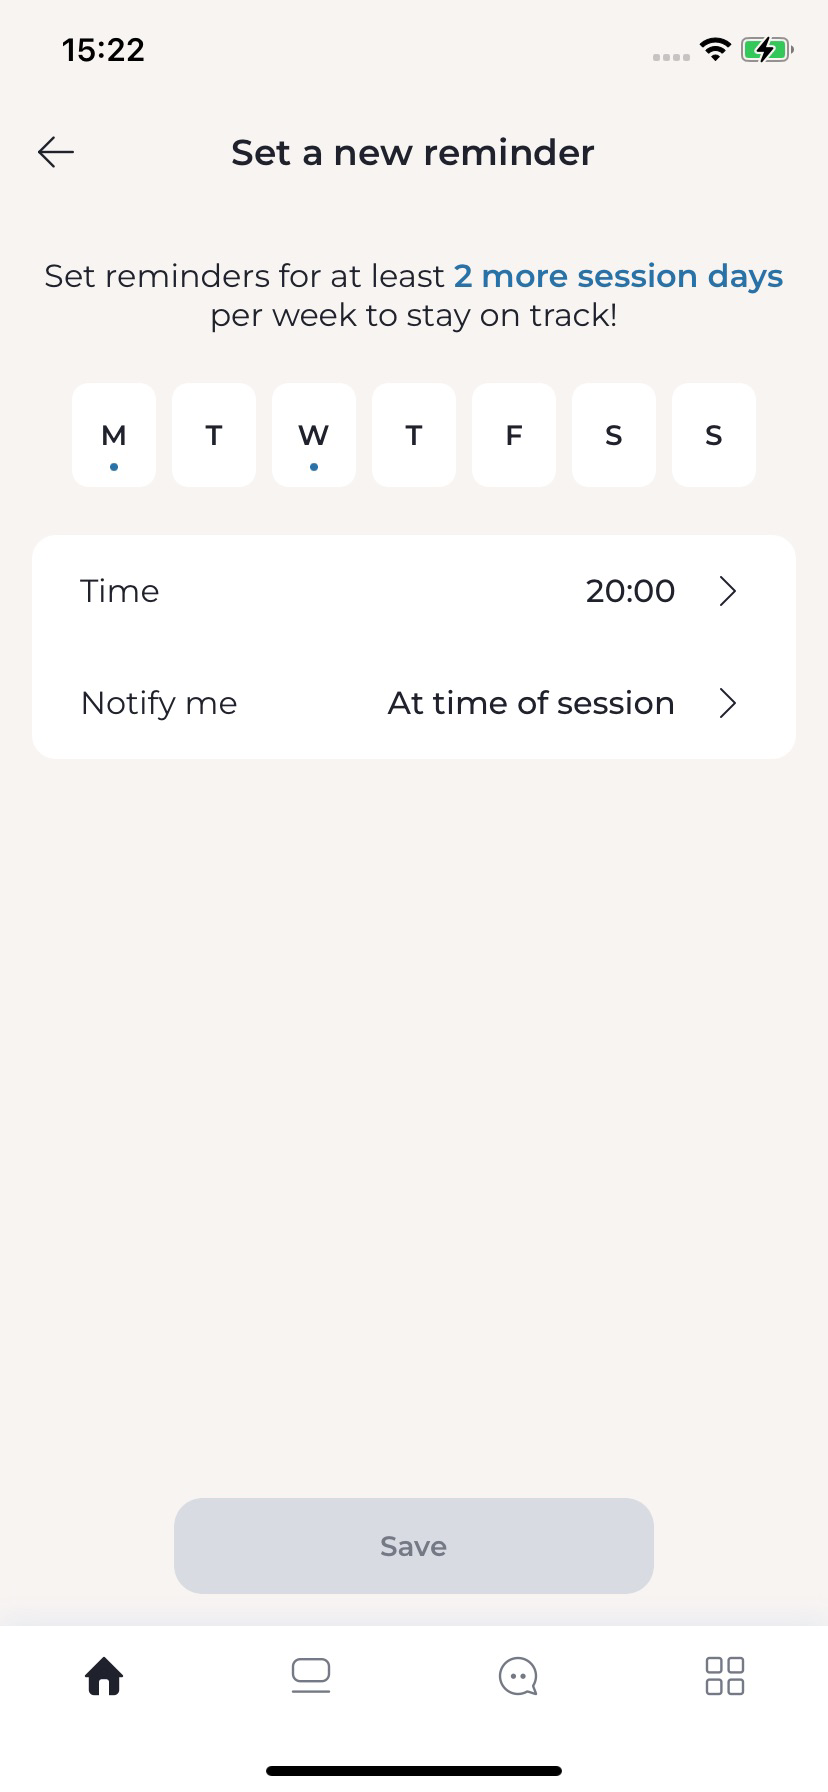 15:22
Set a new reminder
Set reminders for at least 2 more session days
per week to stay on track!
M T W T F S S
Time 20:00
Notify me At time of session
Save